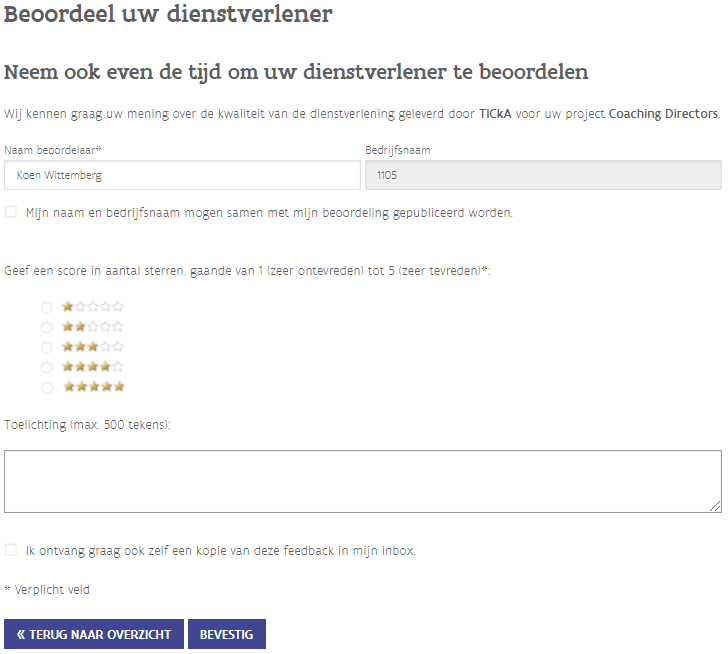 Beoordeel uw dienstverlener
Neem ook even de tijd om uw dienstverlener te beoordelen
Wij kennen graag uw mening over de kwaliteit van de dienstverlening geleverd door TICkA voor uw project Coaching Directors.
Naam beoordelaar* Bedrijfsnaam
Koen Wittemberg 1105
Mijn naam en bedrijfsnaam mogen samen met mijn beoordeling gepubliceerd worden.
Geef een score in aantal sterren, gaande van 1 (zeer ontevreden) tot 5 (zeer tevreden)*:
Toelichting (max. 500 tekens):
Ik ontvang graag ook zelf een kopie van deze feedback in mijn inbox.
* Verplicht veld
« TERUG NAAR OVERZICHT BEVESTIG